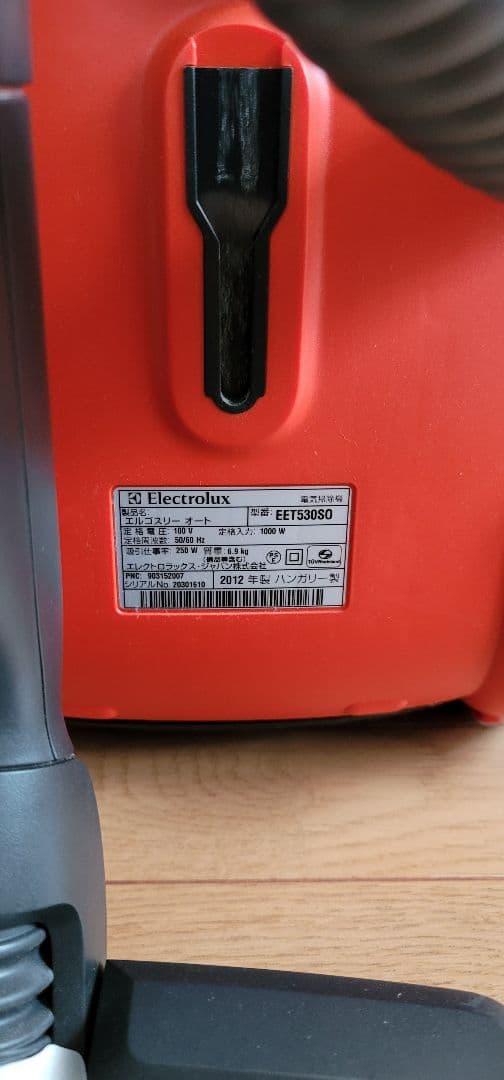 Electrolux 電気掃除機
製品名: 型番: EET530SO
エルゴスリー オート
定格電圧: 100 V 定格入力: 1000 W
定格周波数: 50/60 Hz
吸引仕事率: 250 W 質量: 6.9 kg
(備品類含む)
エレクトロラックス・ジャパン株式会社
PNC: 903152007
シリアルNo. 20301610
2012 年製 ハンガリー製
TÜVRheinland